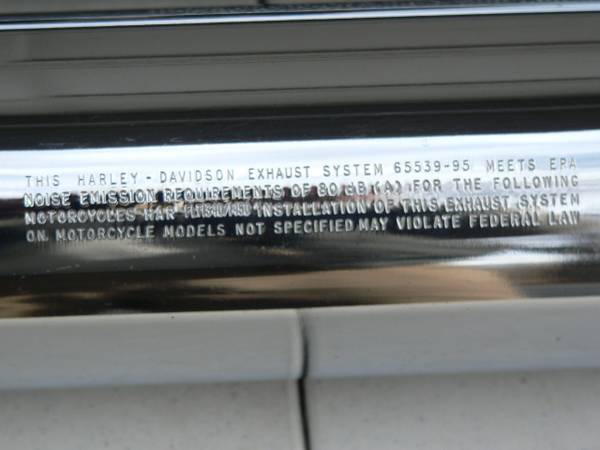 THIS HARLEY-DAVIDSON EXHAUST SYSTEM 65539-95 MEETS EPA
NOISE EMISSION REQUIREMENTS OF 80 dB (A) FOR THE FOLLOWING
MOTORCYCLES HAR INSTALLATION OF THIS EXHAUST SYSTEM
ON MOTORCYCLE MODELS NOT SPECIFIED MAY VIOLATE FEDERAL LAW